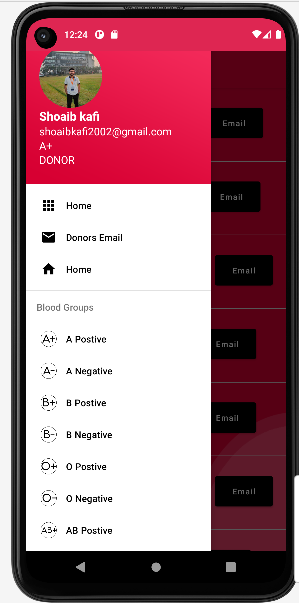 12:24
Shoaib kafi
shoaibkafi2002@gmail.com
A+
DONOR
Home
Donors Email
Home
Blood Groups
A+ A Postive
A- A Negative
B+ B Postive
B- B Negative
O+ O Postive
O- O Negative
AB+ AB Postive
Email
Email
Email
Email
Email
Email